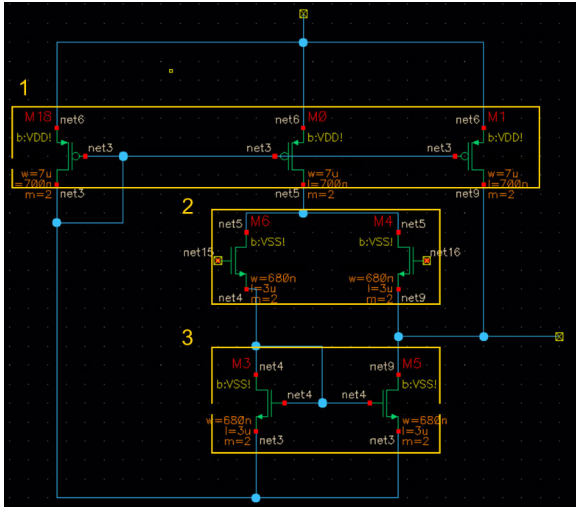 1
M18 net6 M0 net6 M1 net6
b:VDD! b:VDD! b:VDD!
net3 net3 net3
w=7u w=7u w=7u
l=700n l=700n l=700n
m=2 net3 m=2 net5 m=2 net9
2
net5 M6 M4 net5
b:VSS! b:VSS!
net15 net16
w=680n w=680n
l=3u l=3u
net4 m=2 m=2 net9
3
M3 net4 net9 M5
b:VSS! b:VSS!
net4 net4
w=680n w=680n
l=3u l=3u
m=2 net3 m=2 net3